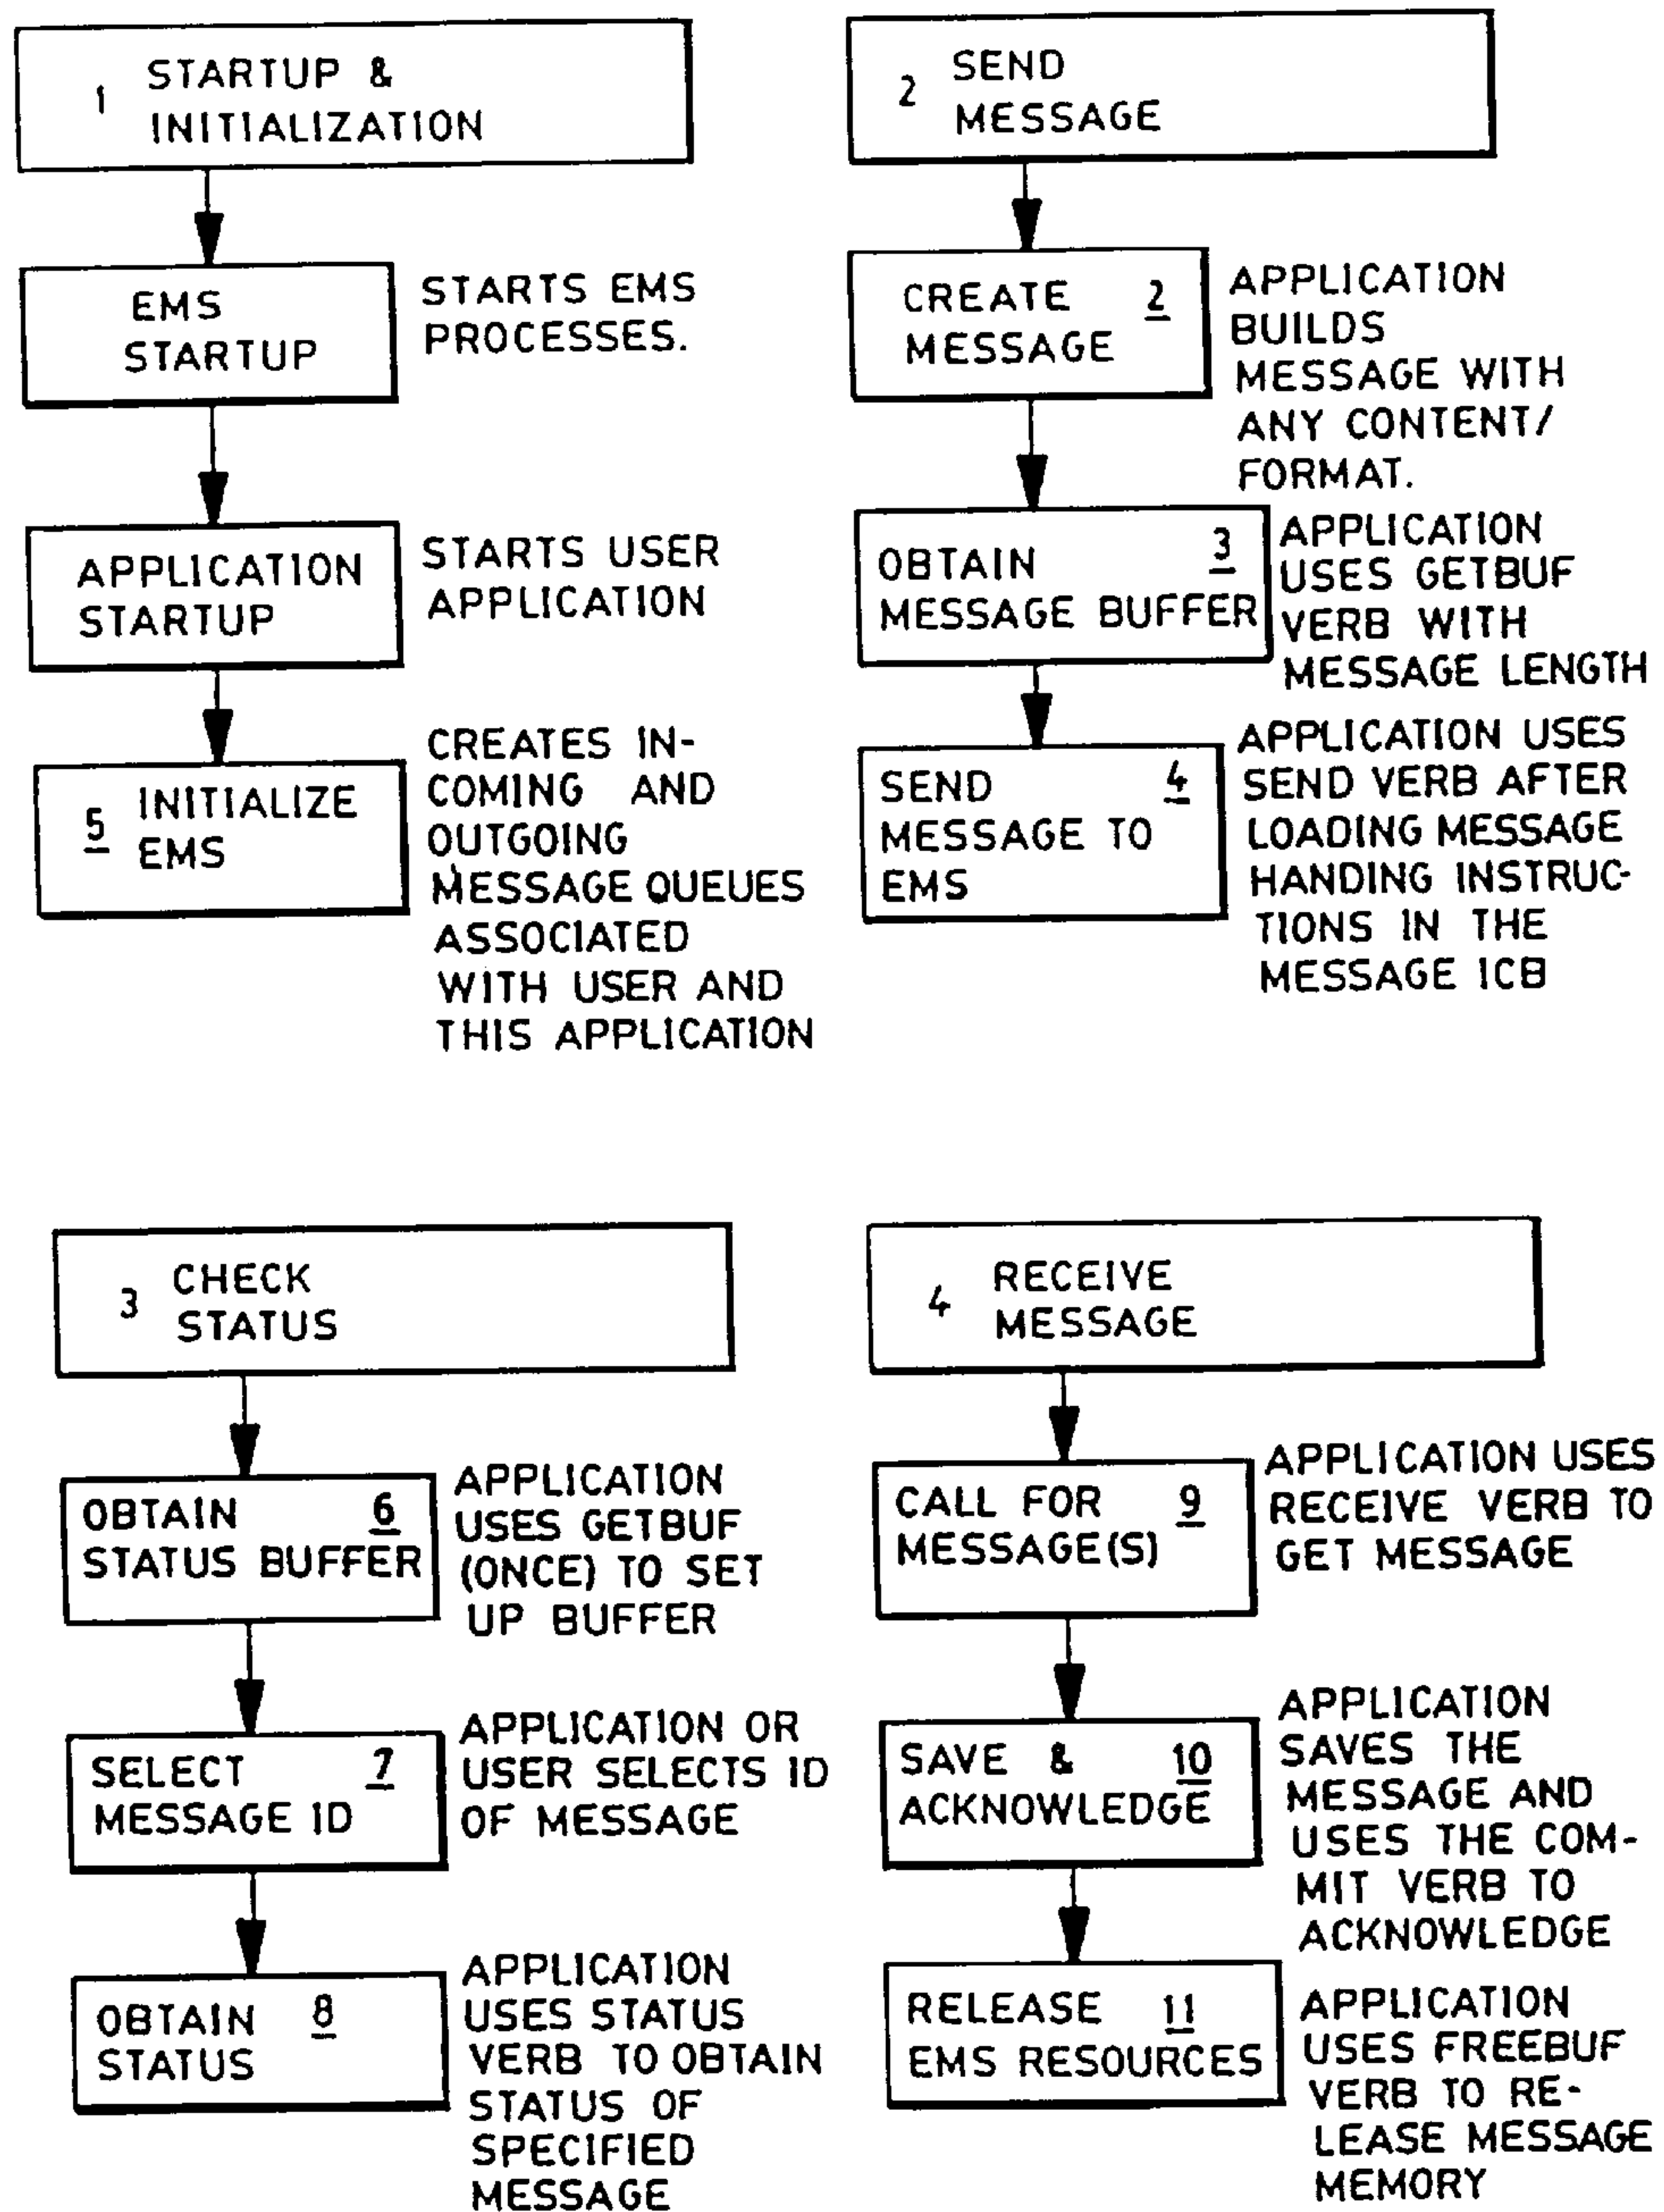 1 STARTUP &
INITIALIZATION
EMS
STARTUP
STARTS EMS
PROCESSES.
APPLICATION
STARTUP
STARTS USER
APPLICATION
5 INITIALIZE
EMS
CREATES IN-
COMING AND
OUTGOING
MESSAGE QUEUES
ASSOCIATED
WITH USER AND
THIS APPLICATION
2 SEND
MESSAGE
CREATE 2
MESSAGE
APPLICATION
BUILDS
MESSAGE WITH
ANY CONTENT/
FORMAT.
OBTAIN 3
MESSAGE BUFFER
APPLICATION
USES GETBUF
VERB WITH
MESSAGE LENGTH
SEND 4
MESSAGE TO
EMS
APPLICATION USES
SEND VERB AFTER
LOADING MESSAGE
HANDING INSTRUC-
TIONS IN THE
MESSAGE ICB
3 CHECK
STATUS
OBTAIN 6
STATUS BUFFER
APPLICATION
USES GETBUF
(ONCE) TO SET
UP BUFFER
SELECT 7
MESSAGE ID
APPLICATION OR
USER SELECTS ID
OF MESSAGE
OBTAIN 8
STATUS
APPLICATION
USES STATUS
VERB TO OBTAIN
STATUS OF
SPECIFIED
MESSAGE
4 RECEIVE
MESSAGE
CALL FOR 9
MESSAGE(S)
APPLICATION USES
RECEIVE VERB TO
GET MESSAGE
SAVE & 10
ACKNOWLEDGE
APPLICATION
SAVES THE
MESSAGE AND
USES THE COM-
MIT VERB TO
ACKNOWLEDGE
RELEASE 11
EMS RESOURCES
APPLICATION
USES FREEBUF
VERB TO RE-
LEASE MESSAGE
MEMORY